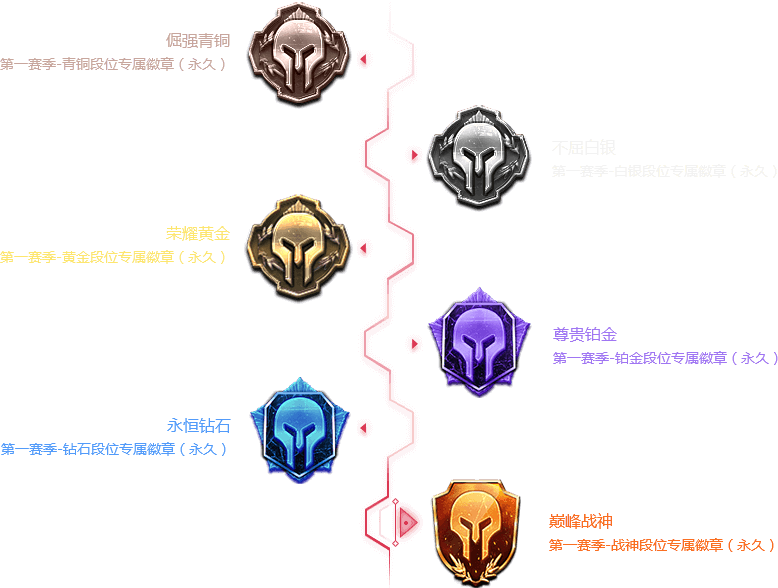 倔强青铜
第一赛季-青铜段位专属徽章（永久）
不屈白银
第一赛季-白银段位专属徽章（永久）
荣耀黄金
第一赛季-黄金段位专属徽章（永久）
尊贵铂金
第一赛季-铂金段位专属徽章（永久）
永恒钻石
第一赛季-钻石段位专属徽章（永久）
巅峰战神
第一赛季-战神段位专属徽章（永久）